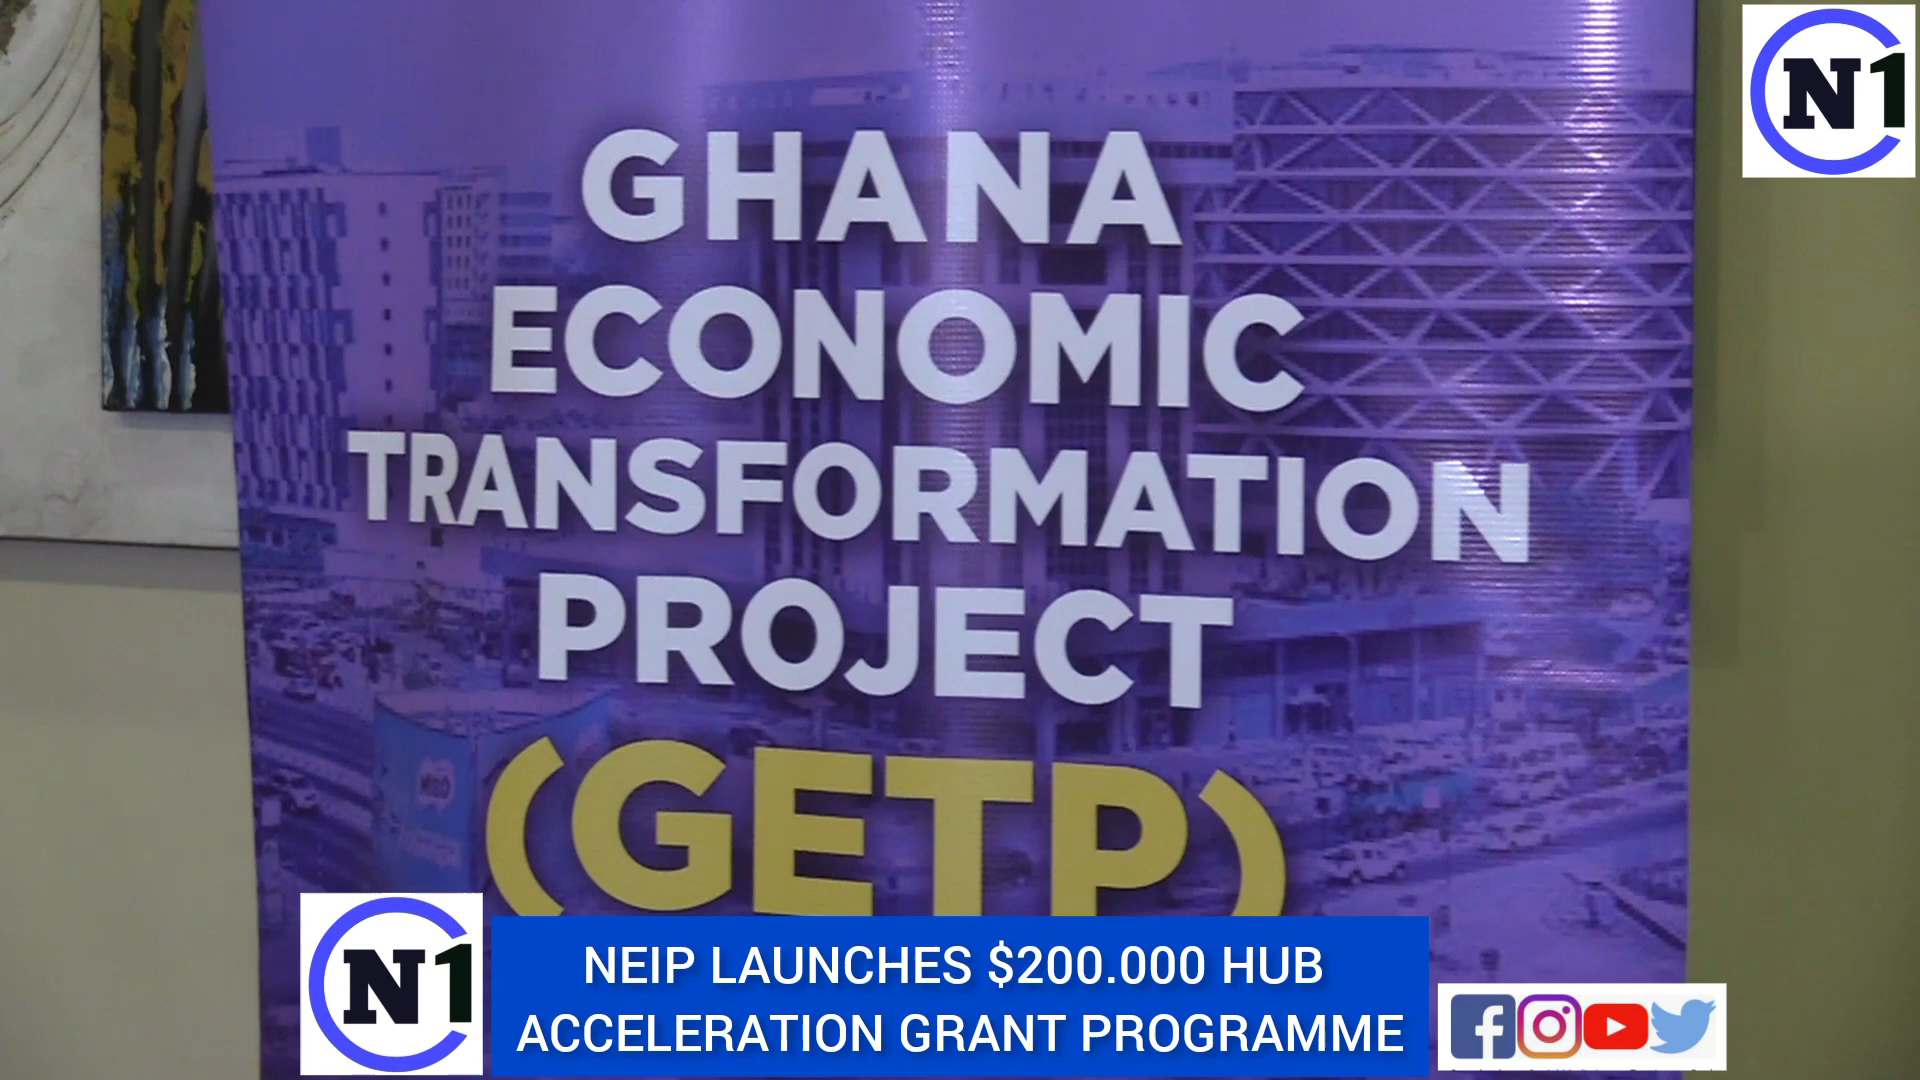 N1
GHANA
ECONOMIC
TRANSFORMATION
PROJECT
(GETP)
N1
NEIP LAUNCHES $200.000 HUB
ACCELERATION GRANT PROGRAMME